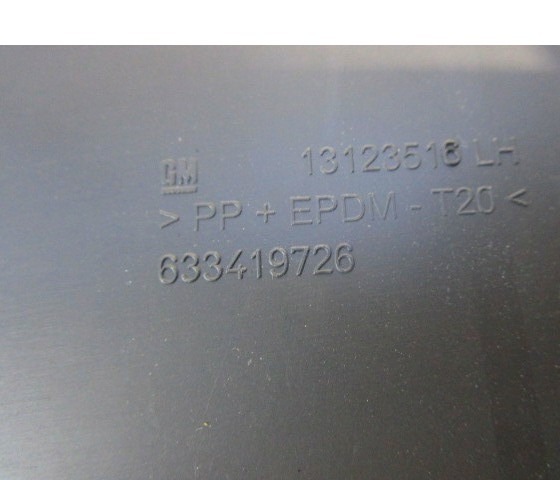 GM 13123516 LH
> PP + EPDM - T20 <
633419726